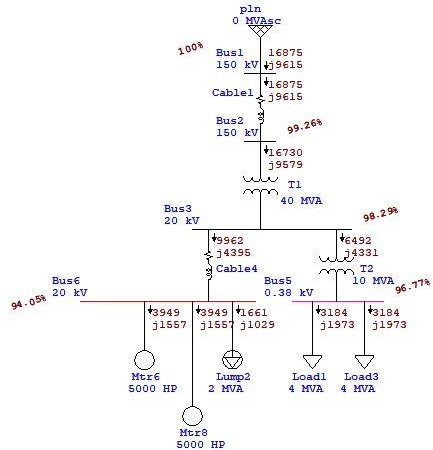 pln
0 MVAsc
100%
Bus1
150 kV
16875
j9615
16875
j9615
Cable1
Bus2
150 kV
99.26%
16730
j9579
T1
40 MVA
Bus3
20 kV
98.29%
9962
j4395
6492
j4331
Cable4
T2
10 MVA
94.05%
Bus6
20 kV
Bus5
0.38 kV
96.77%
3949
j1557
3949
j1557
1661
j1029
3184
j1973
3184
j1973
Mtr6
5000 HP
Lump2
2 MVA
Load1
4 MVA
Load3
4 MVA
Mtr8
5000 HP